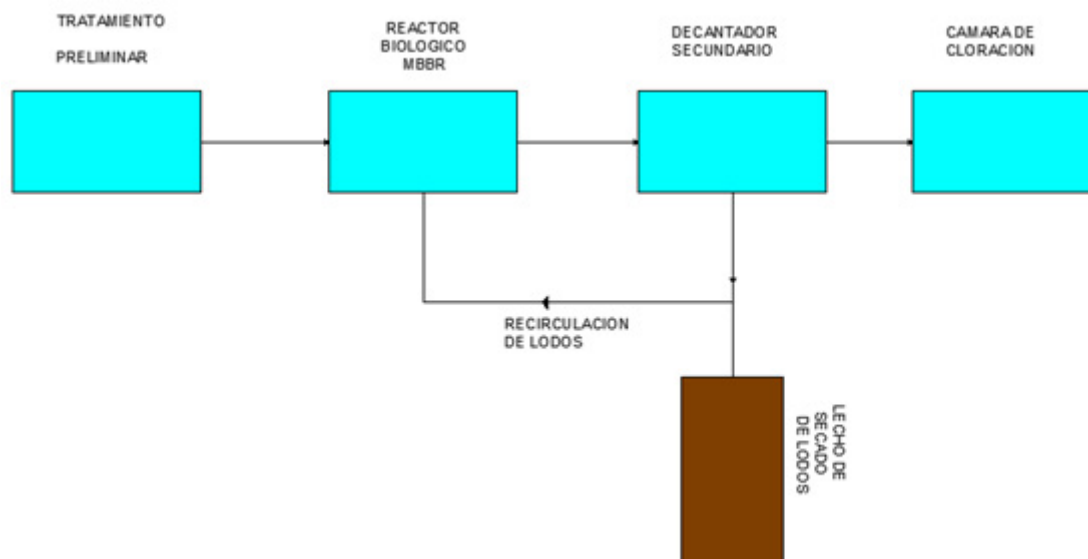 TRATAMIENTO
PRELIMINAR
REACTOR
BIOLOGICO
MBBR
DECANTADOR
SECUNDARIO
CAMARA DE
CLORACION
RECIRCULACION
DE LODOS
LECHO DE
SECADO
DE LODOS